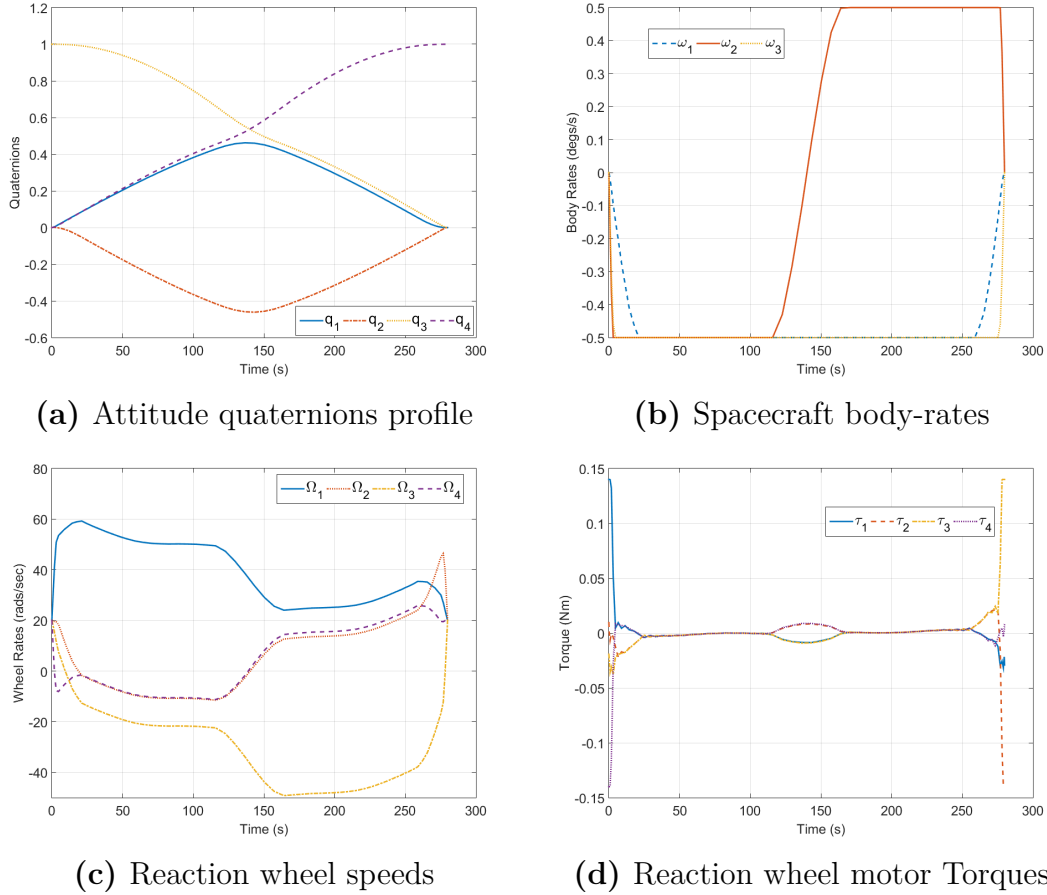 1.2
1
0.8
0.6
0.4
0.2
0
-0.2
-0.4
-0.6
Quaternions
q1 q2 q3 q4
0 50 100 150 200 250 300
Time (s)
(a) Attitude quaternions profile
0.5
0.4
0.3
0.2
0.1
0
-0.1
-0.2
-0.3
-0.4
-0.5
Body Rates (degs/s)
ω1 ω2 ω3
0 50 100 150 200 250 300
Time (s)
(b) Spacecraft body-rates
80
60
40
20
0
-20
-40
Wheel Rates (rads/sec)
Ω1 Ω2 Ω3 Ω4
0 50 100 150 200 250 300
Time (s)
(c) Reaction wheel speeds
0.15
0.1
0.05
0
-0.05
-0.1
-0.15
Torque (Nm)
τ1 τ2 τ3 τ4
0 50 100 150 200 250 300
Time (s)
(d) Reaction wheel motor Torques